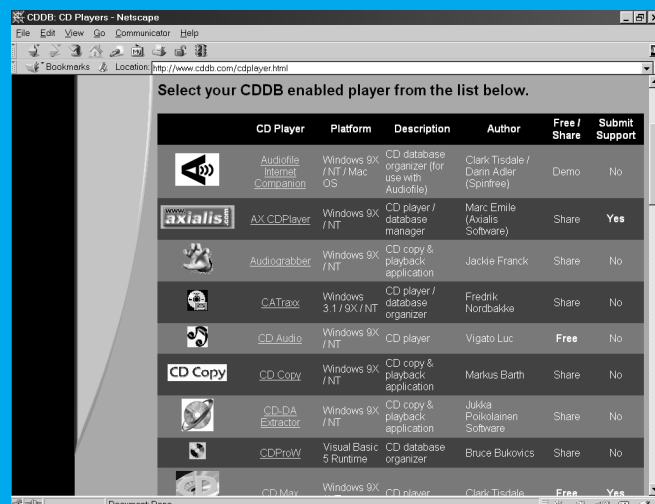 CDDB: CD Players - Netscape
File Edit View Go Communicator Help
Bookmarks Location: http://www.cddb.com/cdplayer.html
Select your CDDB enabled player from the list below.
CD Player Platform Description Author Free / Share Submit Support
Audiofile Internet Companion Windows 9X / NT / Mac OS CD database organizer (for use with Audiofile) Clark Tisdale / Darin Adler (Spinfree) Demo No
www. axialis.com AX CDPlayer Windows 9X / NT CD player / database manager Marc Emile (Axialis Software) Share Yes
Audiograbber Windows 9X / NT CD copy & playback application Jackie Franck Share No
CATraxx Windows 3.1 / 9X / NT CD player / database organizer Fredrik Nordbakke Share No
CD Audio Windows 9X / NT CD player Vigato Luc Free No
CD Copy CD Copy Windows 9X / NT CD copy & playback application Markus Barth Share No
CD-DA Extractor Windows 9X / NT CD copy & playback application Jukka Poikolainen Software Share No
CDProW Visual Basic 5 Runtime CD database organizer Bruce Bukovics Share No
CD Max Windows 9X CD player Clark Tisdale Free Yes
Document Done